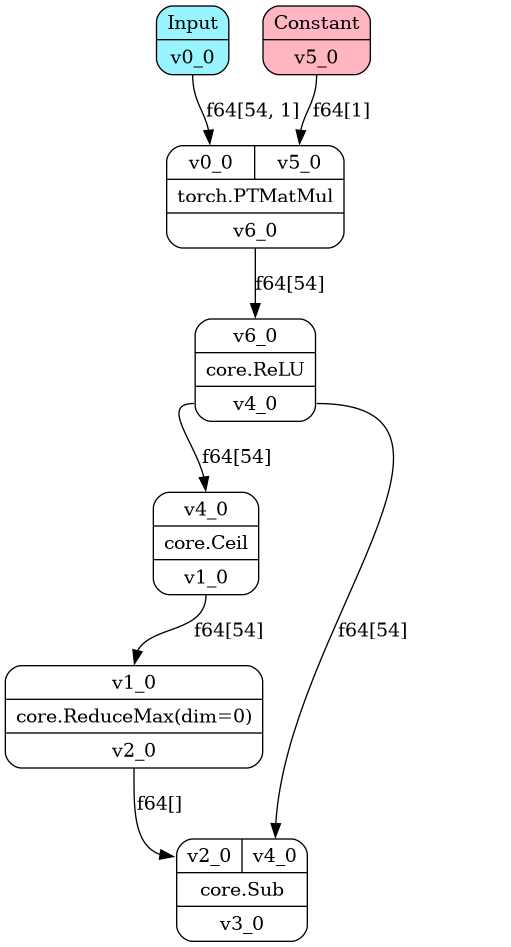 Input
v0_0
Constant
v5_0
f64[54, 1]
f64[1]
v0_0 v5_0
torch.PTMatMul
v6_0
f64[54]
v6_0
core.ReLU
v4_0
f64[54]
v4_0
core.Ceil
v1_0
f64[54]
f64[54]
v1_0
core.ReduceMax(dim=0)
v2_0
f64[]
v2_0 v4_0
core.Sub
v3_0